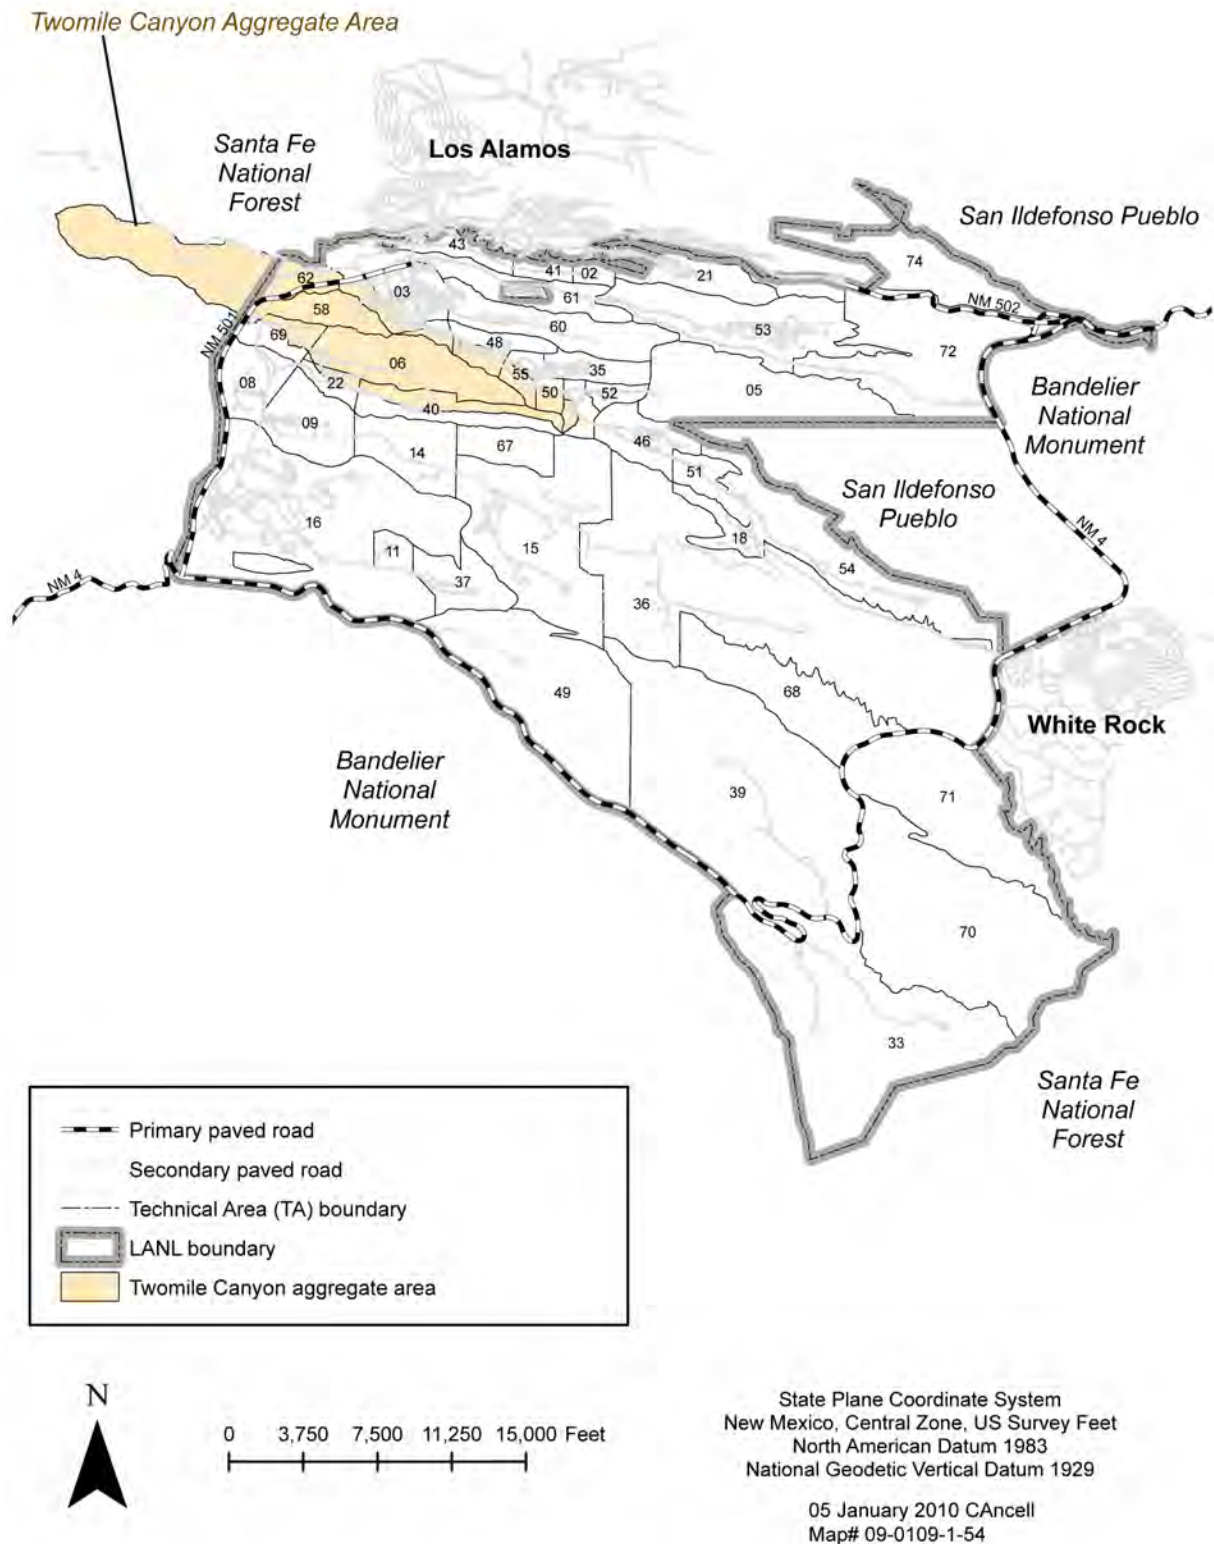 Twomile Canyon Aggregate Area
Santa Fe
National
Forest
Los Alamos
San Ildefonso Pueblo
74
43
41
02
21
62
03
61
NM 502
58
NM 501
60
53
69
48
72
06
55
35
08
22
50
52
05
Bandelier
National
Monument
40
09
46
67
14
51
San Ildefonso
Pueblo
16
18
NM 4
11
15
54
NM 4
37
36
68
49
White Rock
Bandelier
National
Monument
39
71
70
33
Santa Fe
National
Forest
Primary paved road
Secondary paved road
Technical Area (TA) boundary
LANL boundary
Twomile Canyon aggregate area
N
0 3,750 7,500 11,250 15,000 Feet
State Plane Coordinate System
New Mexico, Central Zone, US Survey Feet
North American Datum 1983
National Geodetic Vertical Datum 1929
05 January 2010 CAncell
Map# 09-0109-1-54